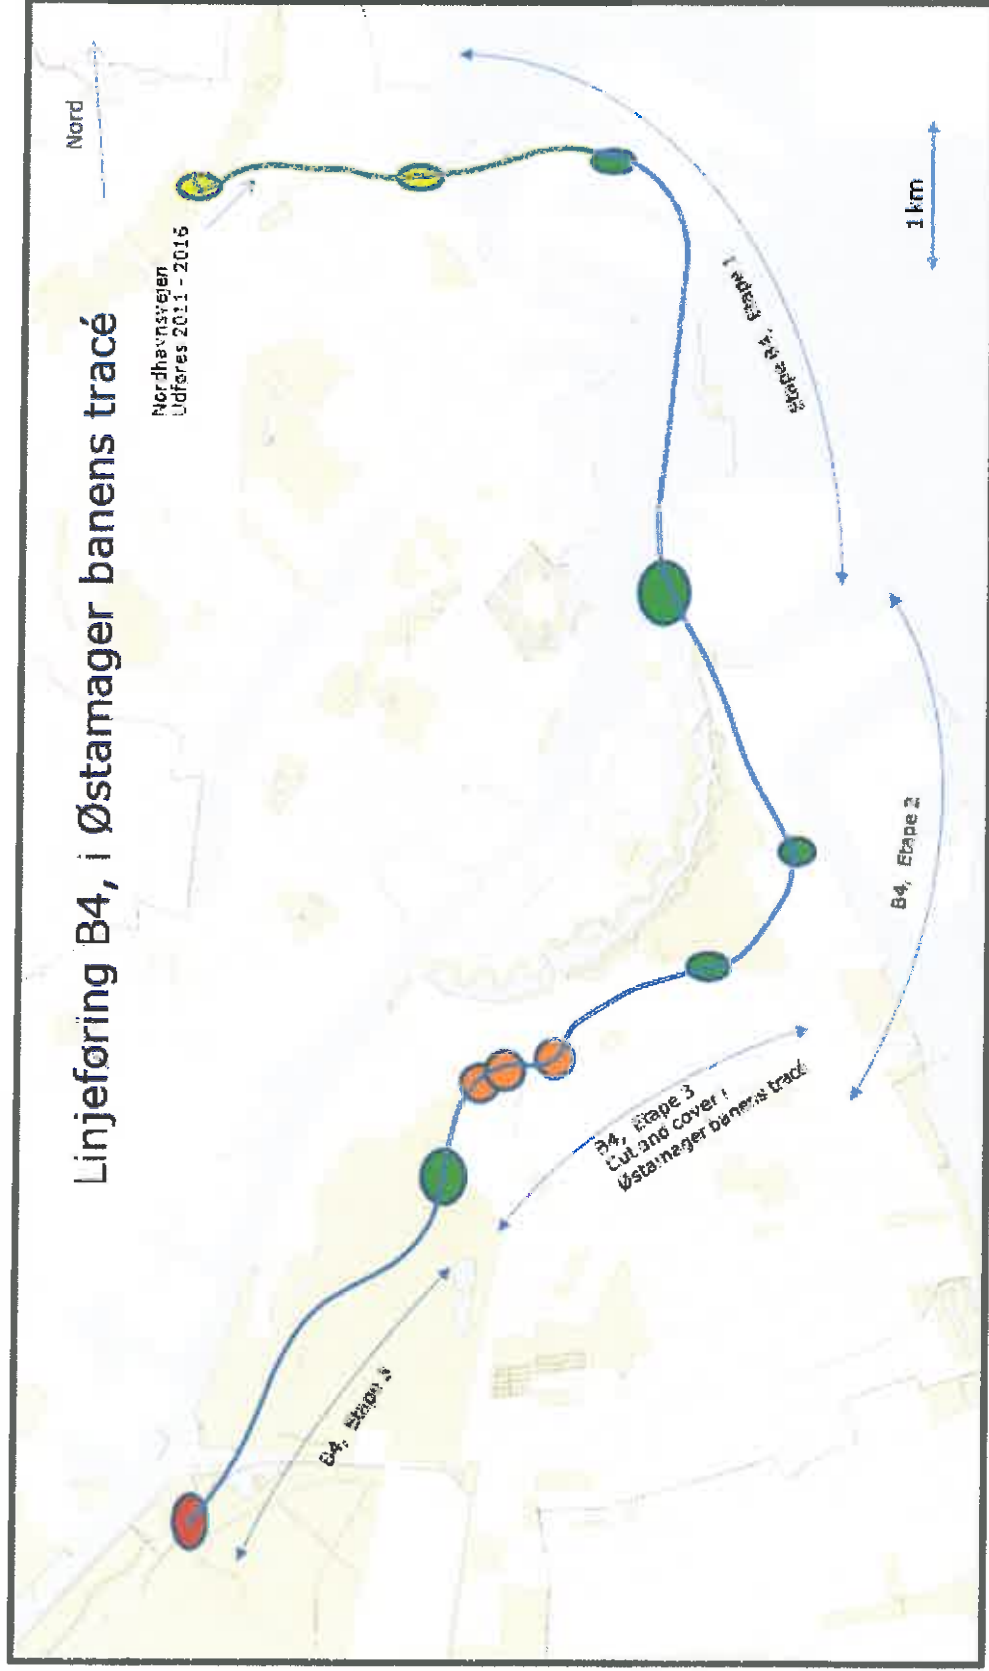 Linjeføring B4, i Østamager banens tracé
Nord
Nordhavnsvejen
Udføres 2011 - 2016
Etape B4, Etape 1
1 km
B4, Etape 2
B4, Etape 3
Cut and cover i
Østamager banens tracé
B4, Etape